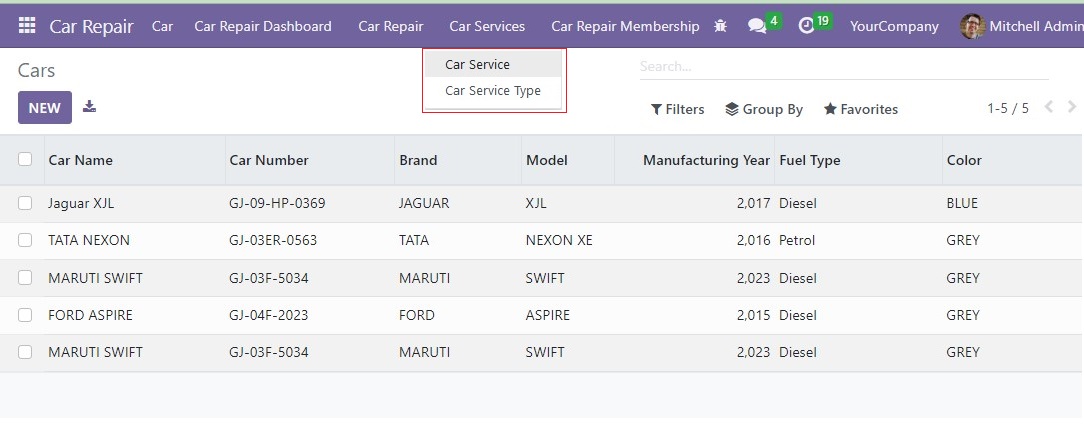 Car Repair Car Car Repair Dashboard Car Repair Car Services Car Repair Membership 4 19 YourCompany Mitchell Admin
Cars
Car Service
Car Service Type
Search...
NEW
Filters Group By Favorites 1-5 / 5
Car Name Car Number Brand Model Manufacturing Year Fuel Type Color
Jaguar XJL GJ-09-HP-0369 JAGUAR XJL 2,017 Diesel BLUE
TATA NEXON GJ-03ER-0563 TATA NEXON XE 2,016 Petrol GREY
MARUTI SWIFT GJ-03F-5034 MARUTI SWIFT 2,023 Diesel GREY
FORD ASPIRE GJ-04F-2023 FORD ASPIRE 2,015 Diesel GREY
MARUTI SWIFT GJ-03F-5034 MARUTI SWIFT 2,023 Diesel GREY